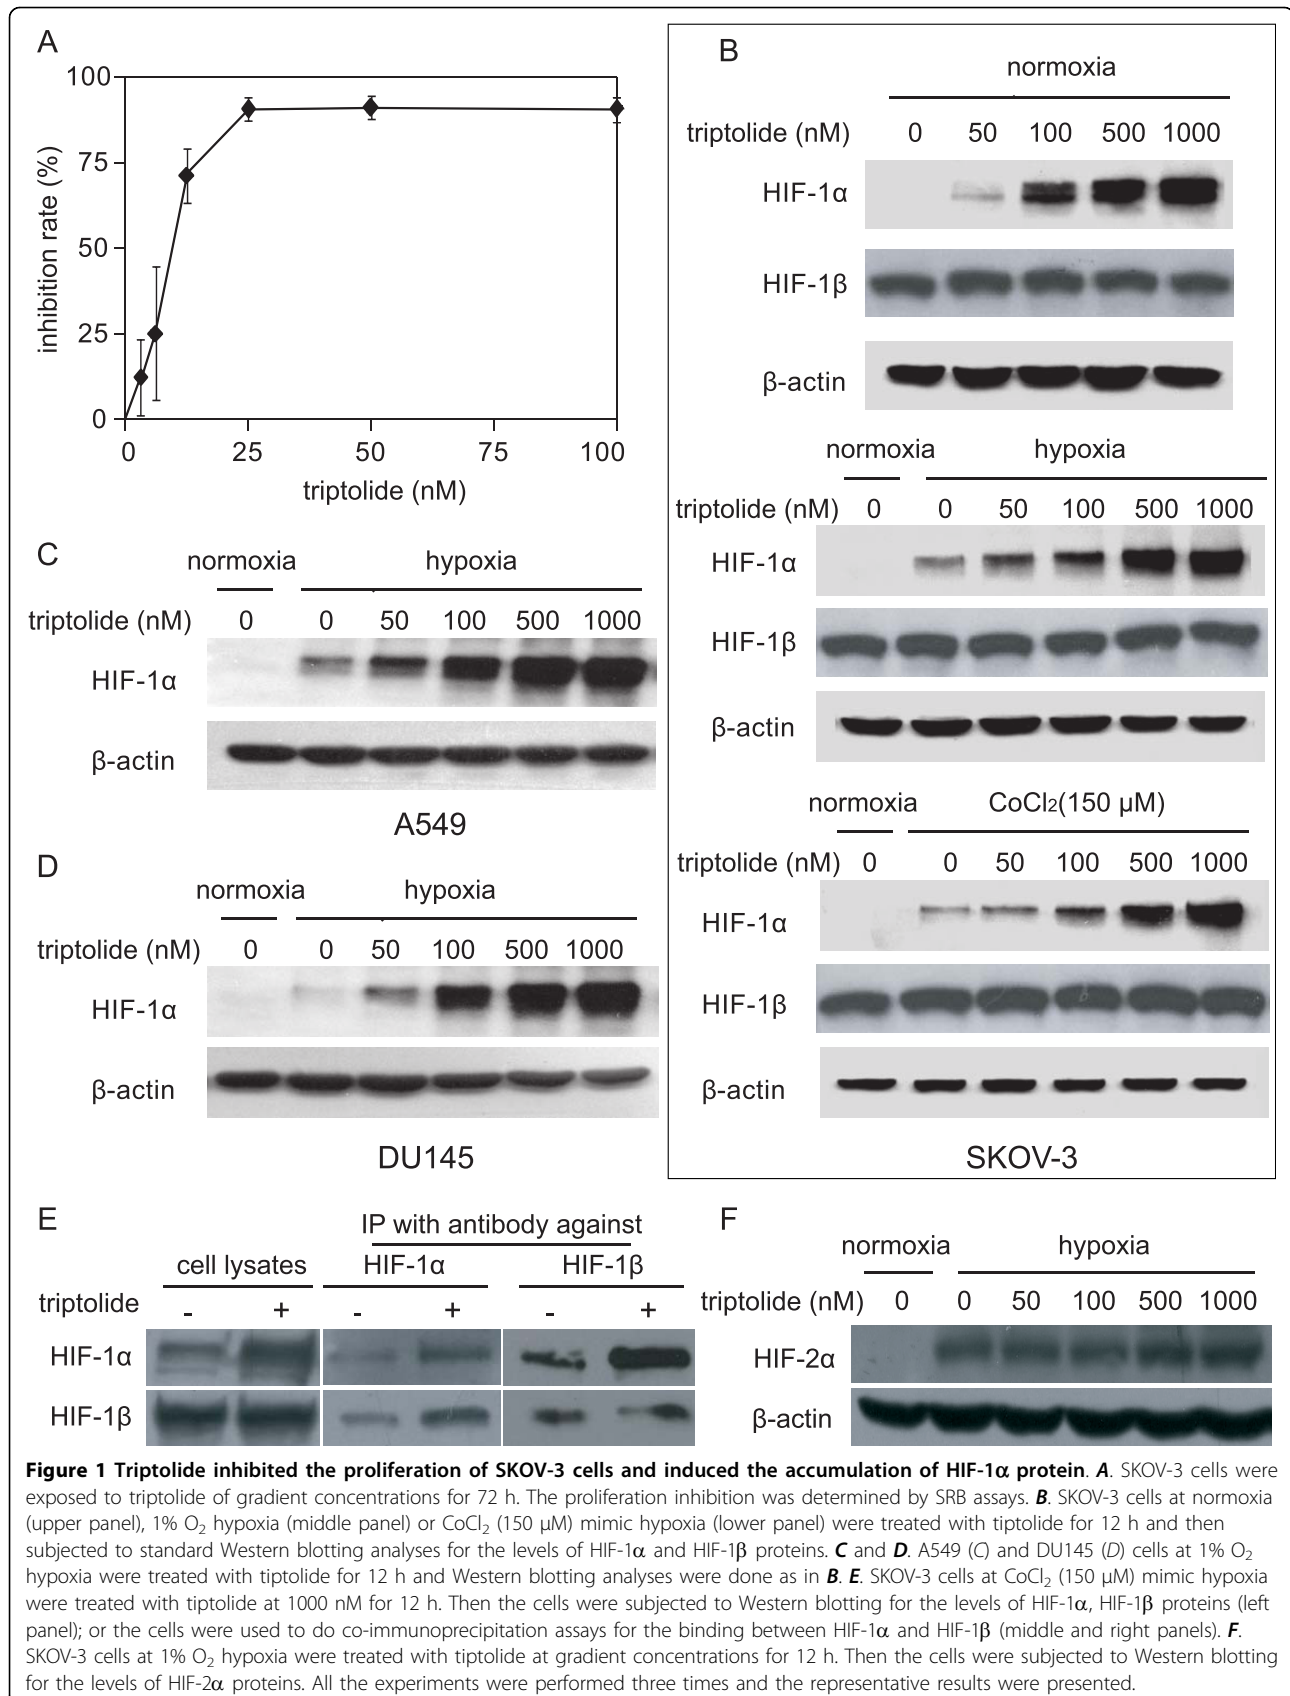 A
100
75
50
25
0
inhibition rate (%)
0 25 50 75 100
triptolide (nM)
B
normoxia
triptolide (nM) 0 50 100 500 1000
HIF-1α
HIF-1β
β-actin
normoxia hypoxia
triptolide (nM) 0 0 50 100 500 1000
HIF-1α
HIF-1β
β-actin
normoxia CoCl₂(150 µM)
triptolide (nM) 0 0 50 100 500 1000
HIF-1α
HIF-1β
β-actin
SKOV-3
C
normoxia hypoxia
triptolide (nM) 0 0 50 100 500 1000
HIF-1α
β-actin
A549
D
normoxia hypoxia
triptolide (nM) 0 0 50 100 500 1000
HIF-1α
β-actin
DU145
E
IP with antibody against
cell lysates HIF-1α HIF-1β
triptolide - + - + - +
HIF-1α
HIF-1β
F
normoxia hypoxia
triptolide (nM) 0 0 50 100 500 1000
HIF-2α
β-actin
Figure 1 Triptolide inhibited the proliferation of SKOV-3 cells and induced the accumulation of HIF-1α protein. A. SKOV-3 cells were
exposed to triptolide of gradient concentrations for 72 h. The proliferation inhibition was determined by SRB assays. B. SKOV-3 cells at normoxia
(upper panel), 1% O₂ hypoxia (middle panel) or CoCl₂ (150 μM) mimic hypoxia (lower panel) were treated with tiptolide for 12 h and then
subjected to standard Western blotting analyses for the levels of HIF-1α and HIF-1β proteins. C and D. A549 (C) and DU145 (D) cells at 1% O₂
hypoxia were treated with tiptolide for 12 h and Western blotting analyses were done as in B. E. SKOV-3 cells at CoCl₂ (150 μM) mimic hypoxia
were treated with tiptolide at 1000 nM for 12 h. Then the cells were subjected to Western blotting for the levels of HIF-1α, HIF-1β proteins (left
panel); or the cells were used to do co-immunoprecipitation assays for the binding between HIF-1α and HIF-1β (middle and right panels). F.
SKOV-3 cells at 1% O₂ hypoxia were treated with tiptolide at gradient concentrations for 12 h. Then the cells were subjected to Western blotting
for the levels of HIF-2α proteins. All the experiments were performed three times and the representative results were presented.